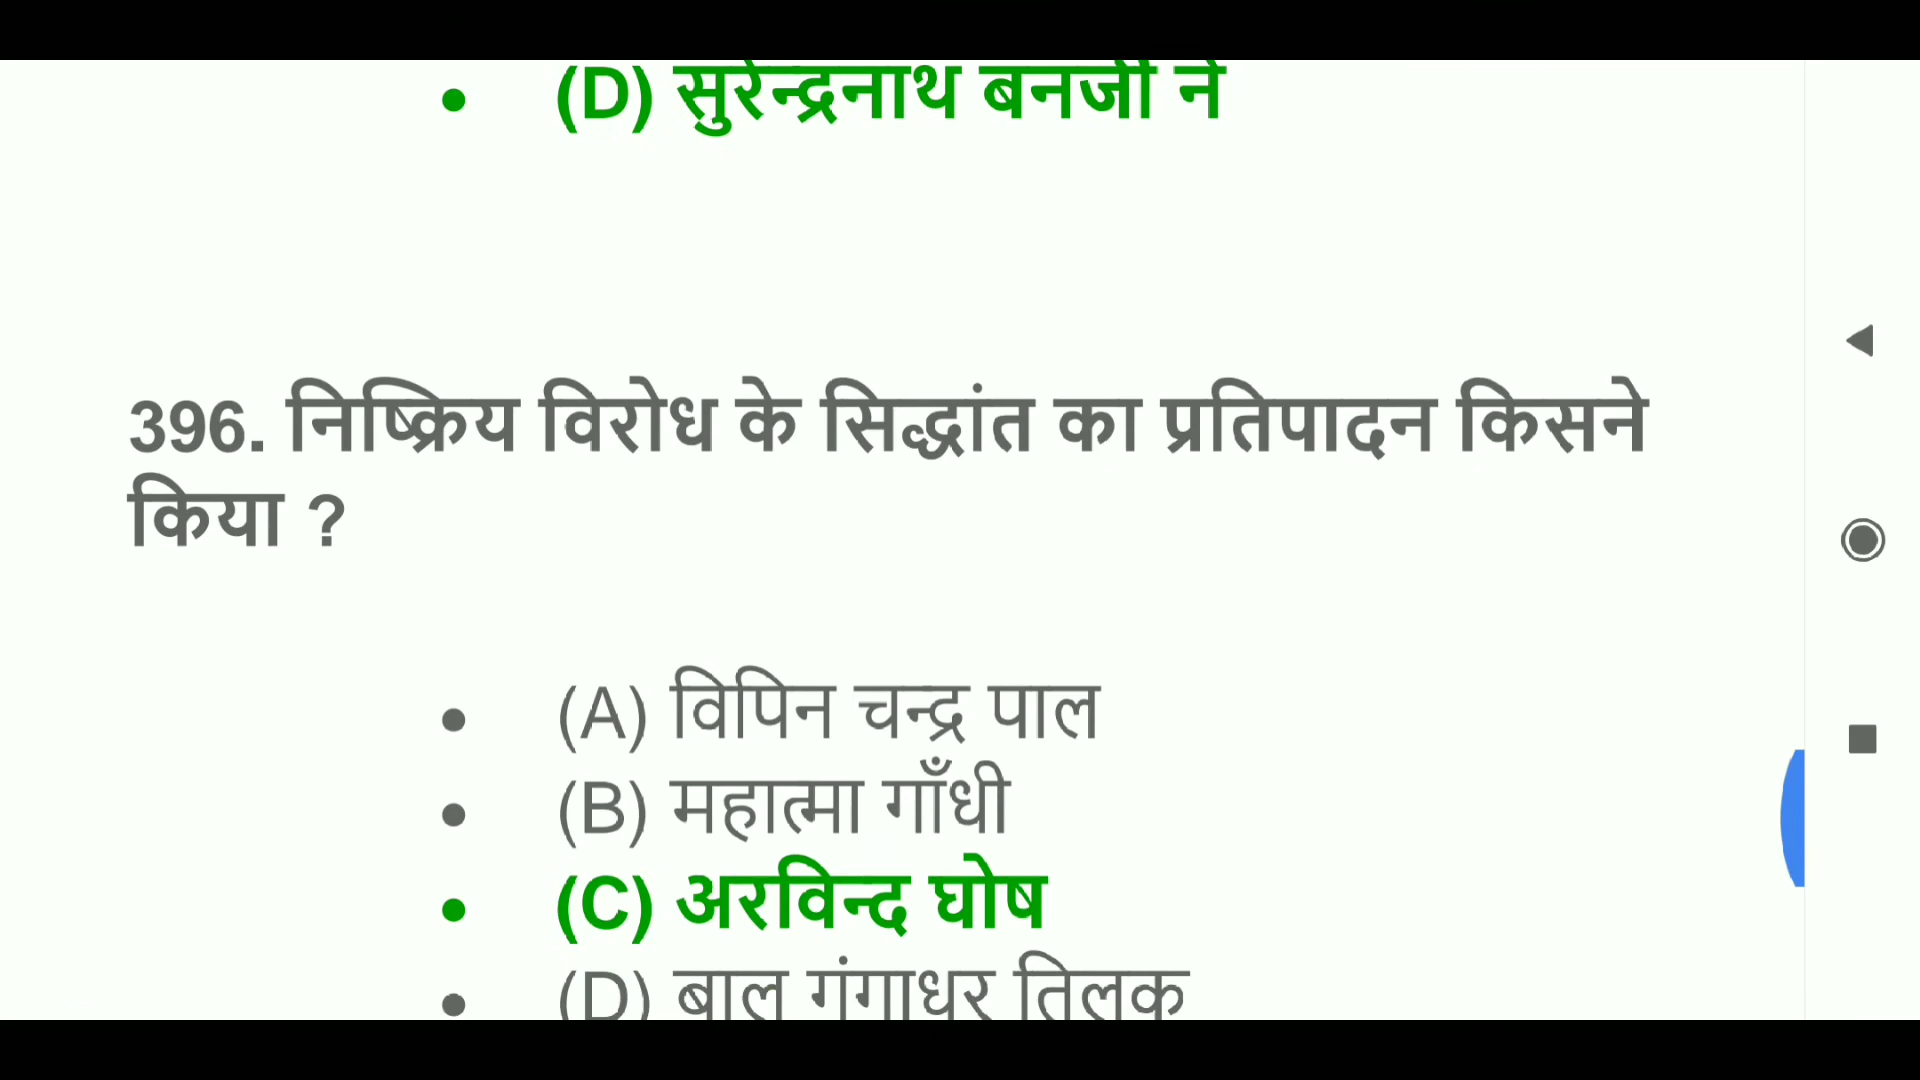 (D) सुरेन्द्रनाथ बनर्जी ने
396. निष्क्रिय विरोध के सिद्धांत का प्रतिपादन किसने
किया ?
(A) विपिन चन्द्र पाल
(B) महात्मा गाँधी
(C) अरविन्द घोष
(D) बाल गंगाधर तिलक